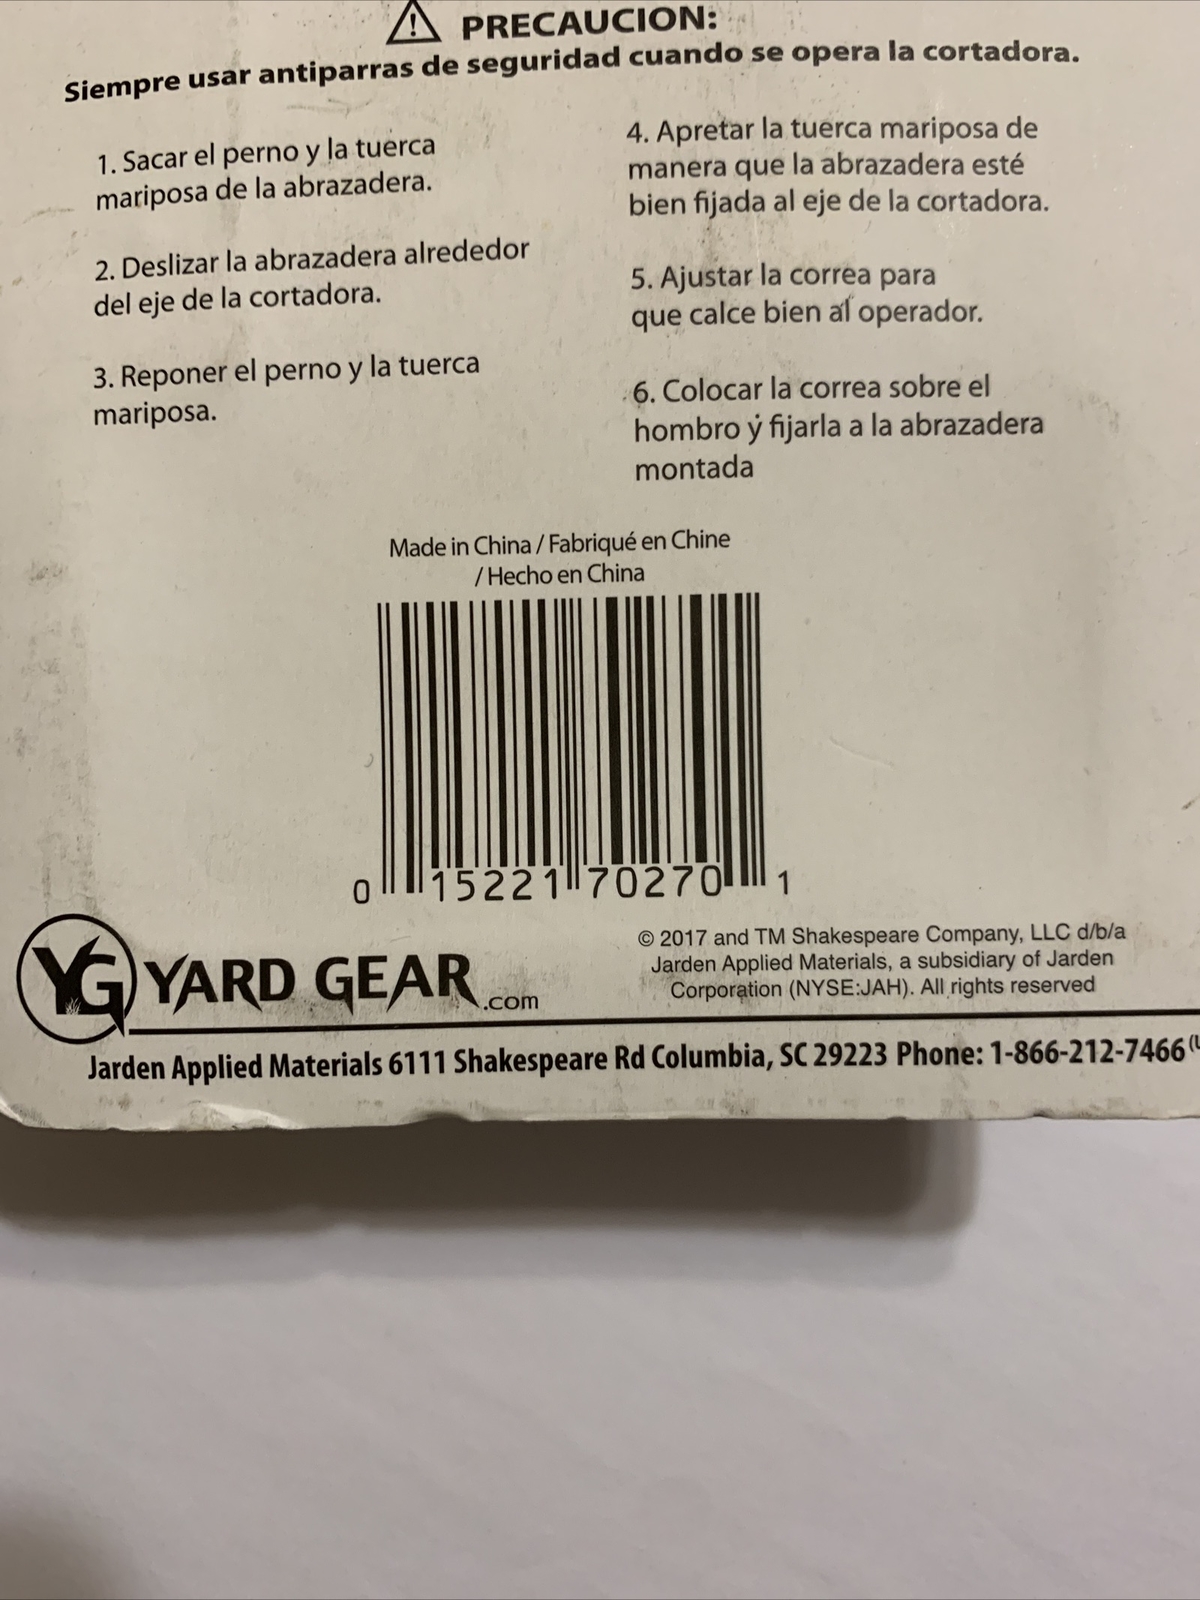 PRECAUCION:
Siempre usar antiparras de seguridad cuando se opera la cortadora.
1. Sacar el perno y la tuerca
mariposa de la abrazadera.
2. Deslizar la abrazadera alrededor
del eje de la cortadora.
3. Reponer el perno y la tuerca
mariposa.
4. Apretar la tuerca mariposa de
manera que la abrazadera esté
bien fijada al eje de la cortadora.
5. Ajustar la correa para
que calce bien al operador.
6. Colocar la correa sobre el
hombro y fijarla a la abrazadera
montada
Made in China / Fabriqué en Chine
/ Hecho en China
0 15221 70270 1
YG YARD GEAR.com
© 2017 and TM Shakespeare Company, LLC d/b/a
Jarden Applied Materials, a subsidiary of Jarden
Corporation (NYSE:JAH). All rights reserved
Jarden Applied Materials 6111 Shakespeare Rd Columbia, SC 29223 Phone: 1-866-212-7466